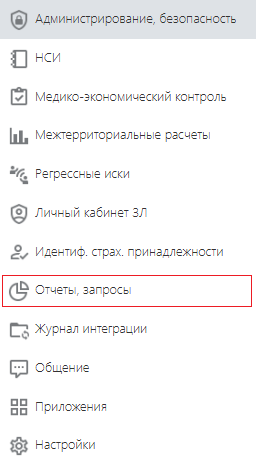 Администрирование, безопасность
НСИ
Медико-экономический контроль
Межтерриториальные расчеты
Регрессные иски
Личный кабинет ЗЛ
Идентиф. страх. принадлежности
Отчеты, запросы
Журнал интеграции
Общение
Приложения
Настройки